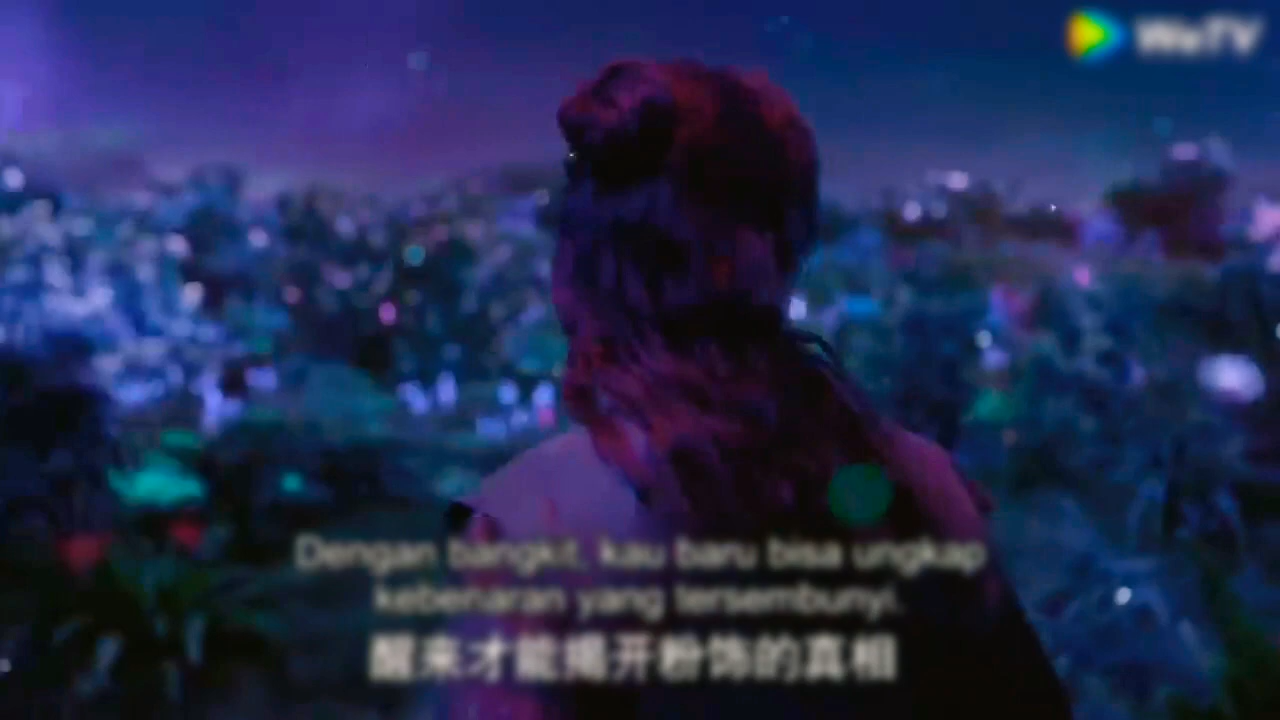 WeTV
Dengan bangkit, kau baru bisa ungkap
kebenaran yang tersembunyi.
醒来才能揭开粉饰的真相